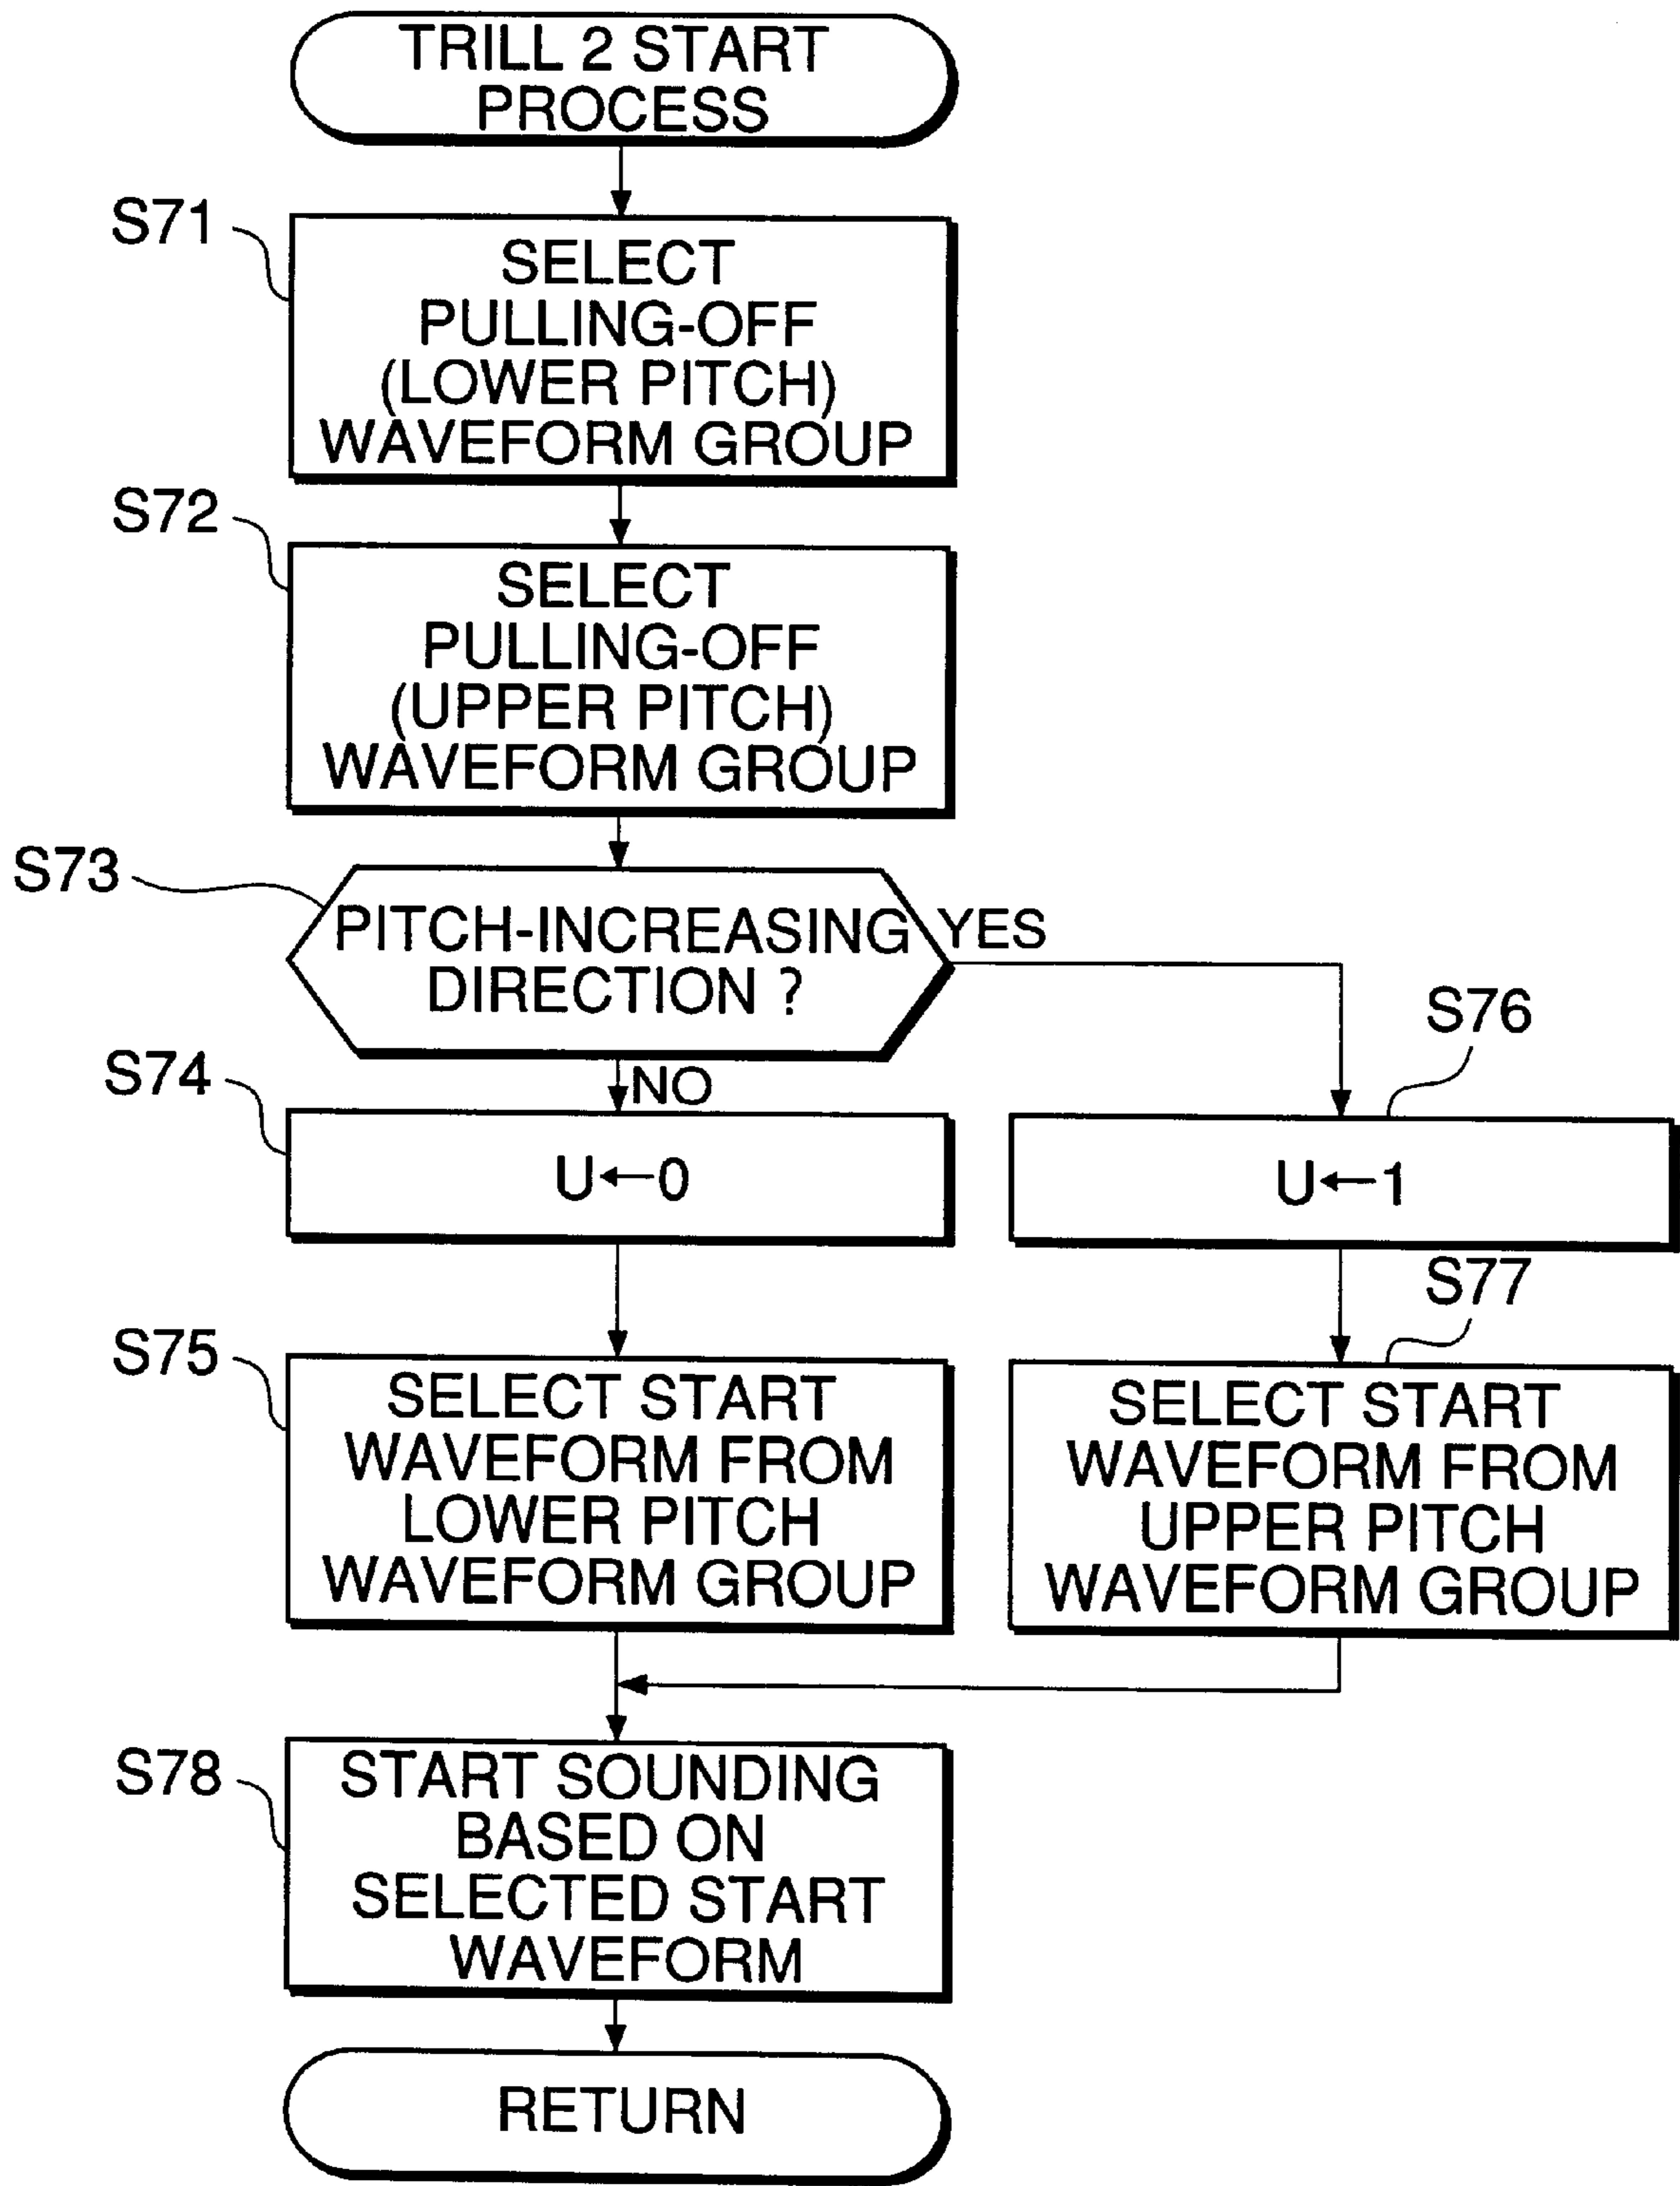 TRILL 2 START
PROCESS
S71
SELECT
PULLING-OFF
(LOWER PITCH)
WAVEFORM GROUP
S72
SELECT
PULLING-OFF
(UPPER PITCH)
WAVEFORM GROUP
S73
PITCH-INCREASING
DIRECTION ?
YES
NO
S74
U←0
S76
U←1
S75
SELECT START
WAVEFORM FROM
LOWER PITCH
WAVEFORM GROUP
S77
SELECT START
WAVEFORM FROM
UPPER PITCH
WAVEFORM GROUP
S78
START SOUNDING
BASED ON
SELECTED START
WAVEFORM
RETURN